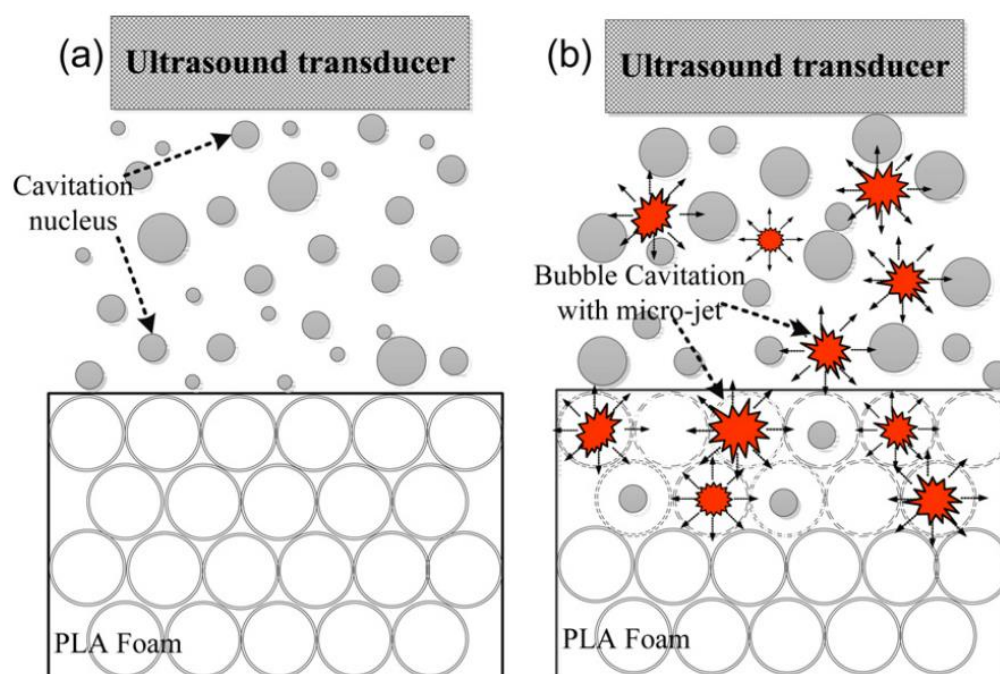 (a)
Ultrasound transducer
Cavitation
nucleus
PLA Foam
(b)
Ultrasound transducer
Bubble Cavitation
with micro-jet
PLA Foam